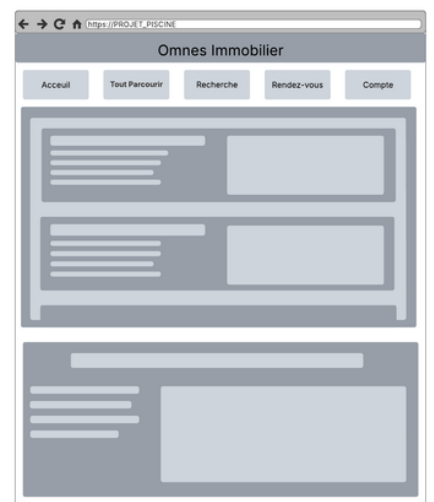 https://PROJET_PISCINE
Omnes Immobilier
Acceuil
Tout Parcourir
Recherche
Rendez-vous
Compte